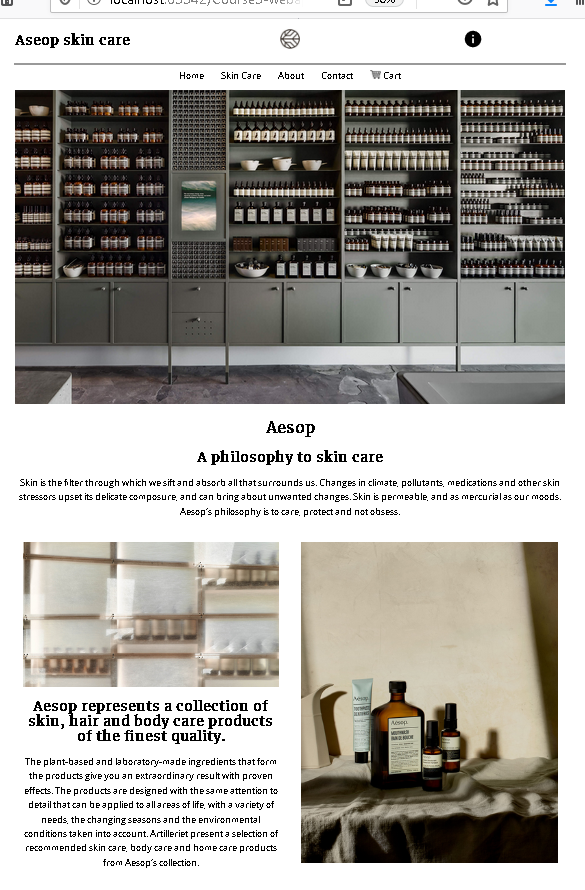 Aseop skin care
Home Skin Care About Contact Cart
Aesop
A philosophy to skin care
Skin is the filter through which we sift and absorb all that surrounds us. Changes in climate, pollutants, medications and other skin
stressors upset its delicate composure, and can bring about unwanted changes. Skin is permeable, and as mercurial as our moods.
Aesop's philosophy is to care, protect and not obsess.
Aesop represents a collection of
skin, hair and body care products
of the finest quality.
The plant-based and laboratory-made ingredients that form
the products give you an extraordinary result with proven
effects. The products are designed with the same attention to
detail that can be applied to all areas of life, with a variety of
needs, the changing seasons and the environmental
conditions taken into account. Artilleriet present a selection of
recommended skin care, body care and home care products
from Aesop's collection.
Aesop.
Aesop.